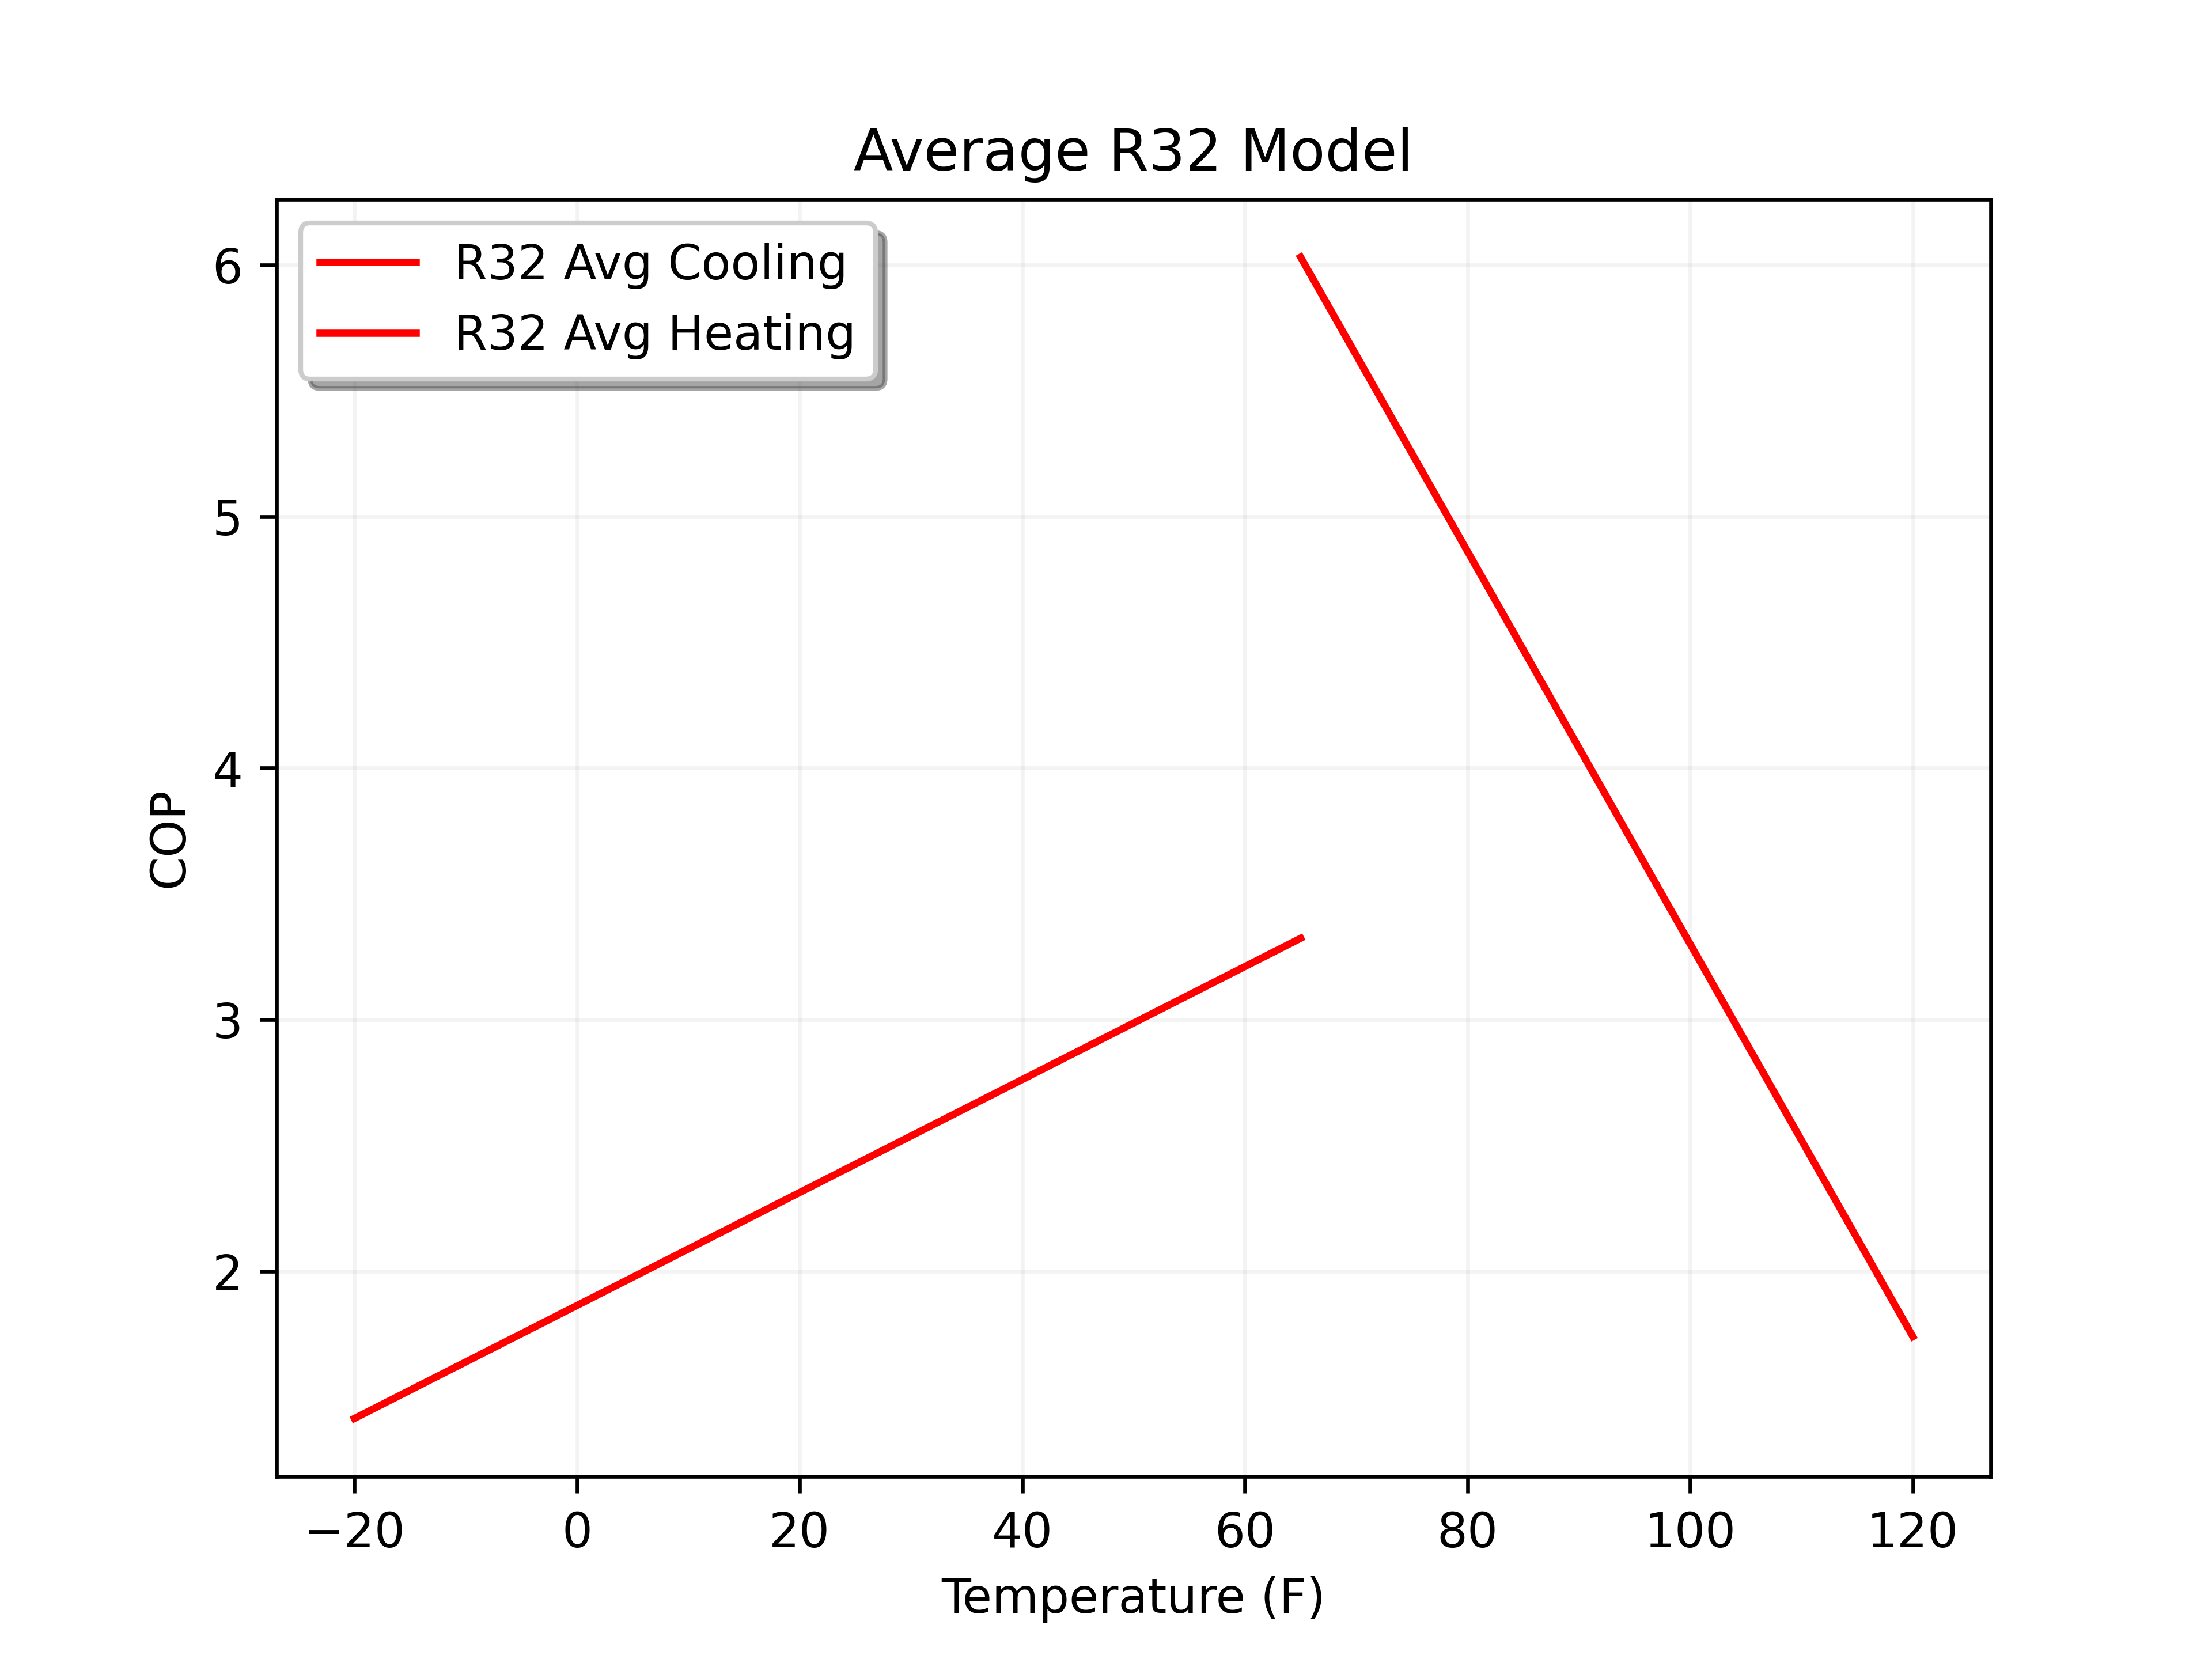 Average R32 Model
R32 Avg Cooling
R32 Avg Heating
6
5
4
3
2
COP
−20 0 20 40 60 80 100 120
Temperature (F)